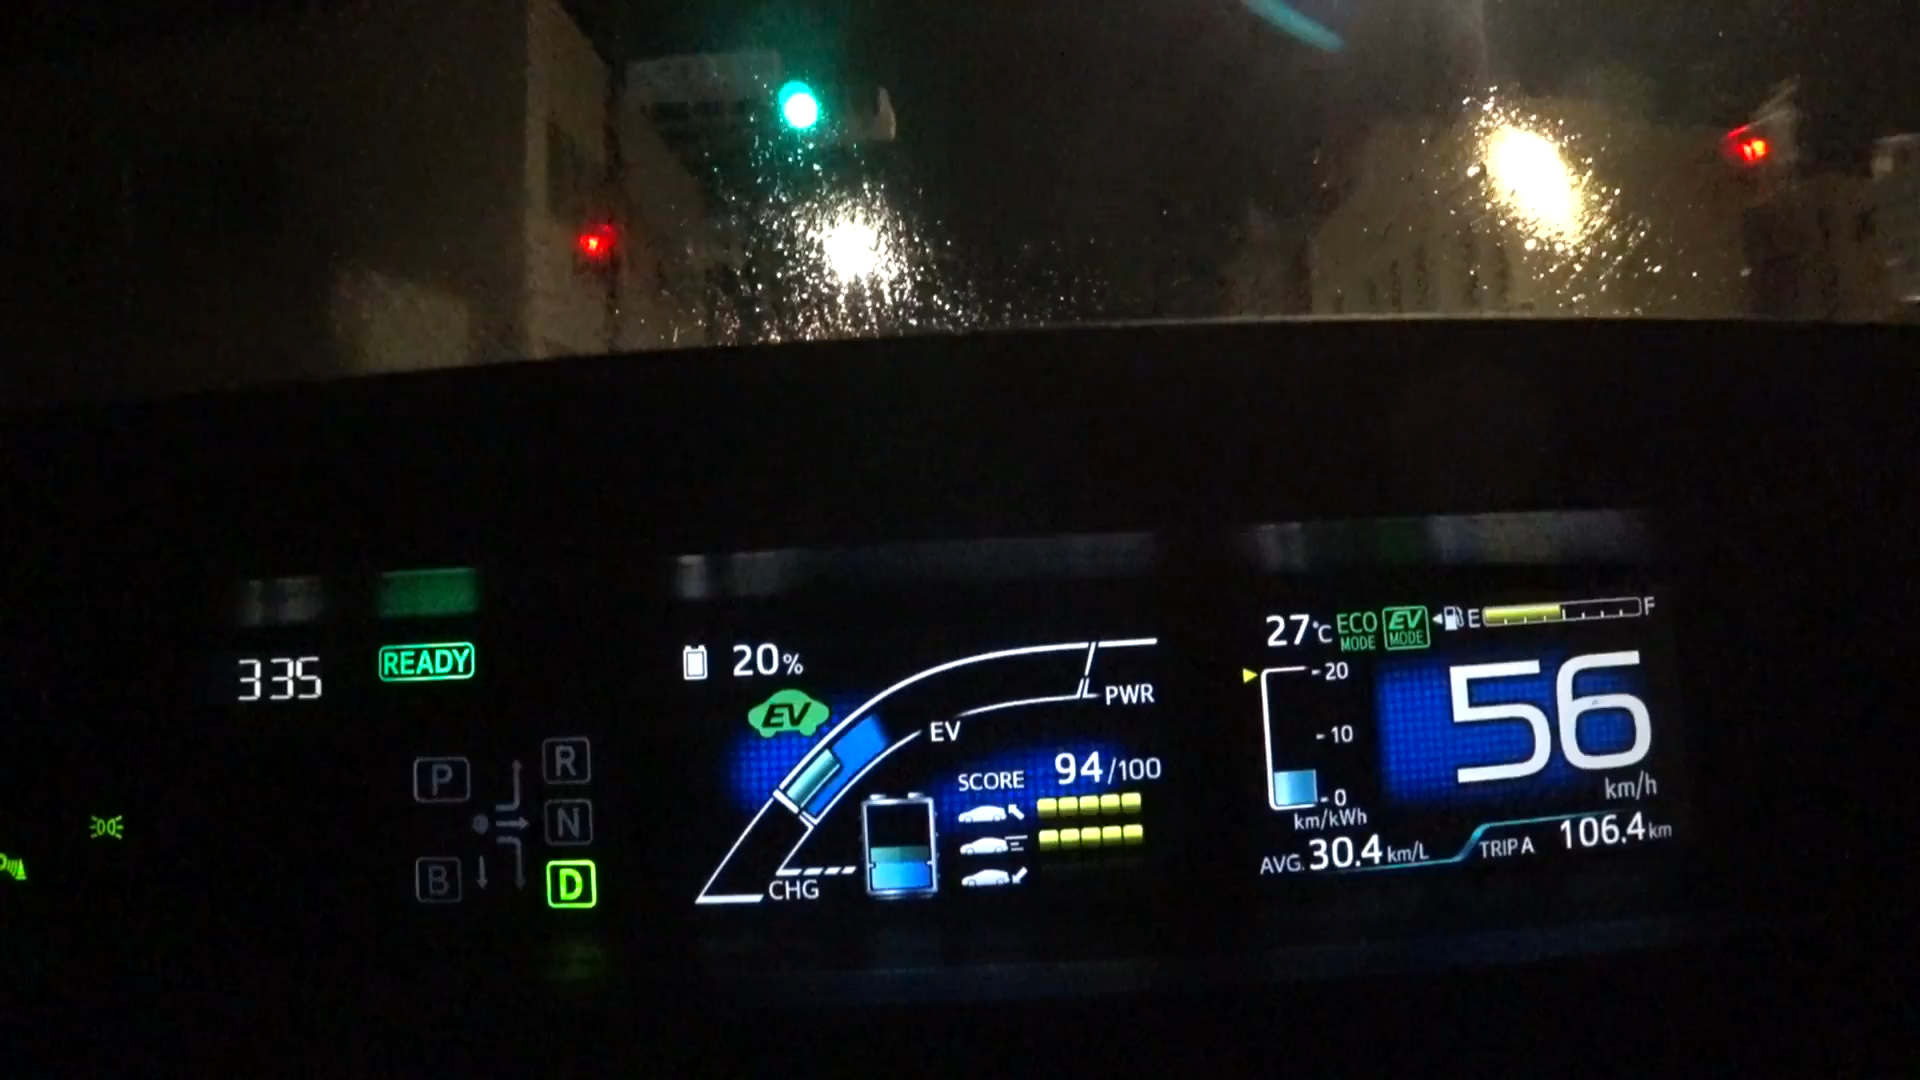 335
READY
P
R
N
B
D
20%
EV
EV
PWR
CHG
SCORE 94/100
27°C
ECO
MODE
EV
MODE
E
F
20
10
0
km/kWh
56
km/h
AVG. 30.4 km/L
TRIP A 106.4 km